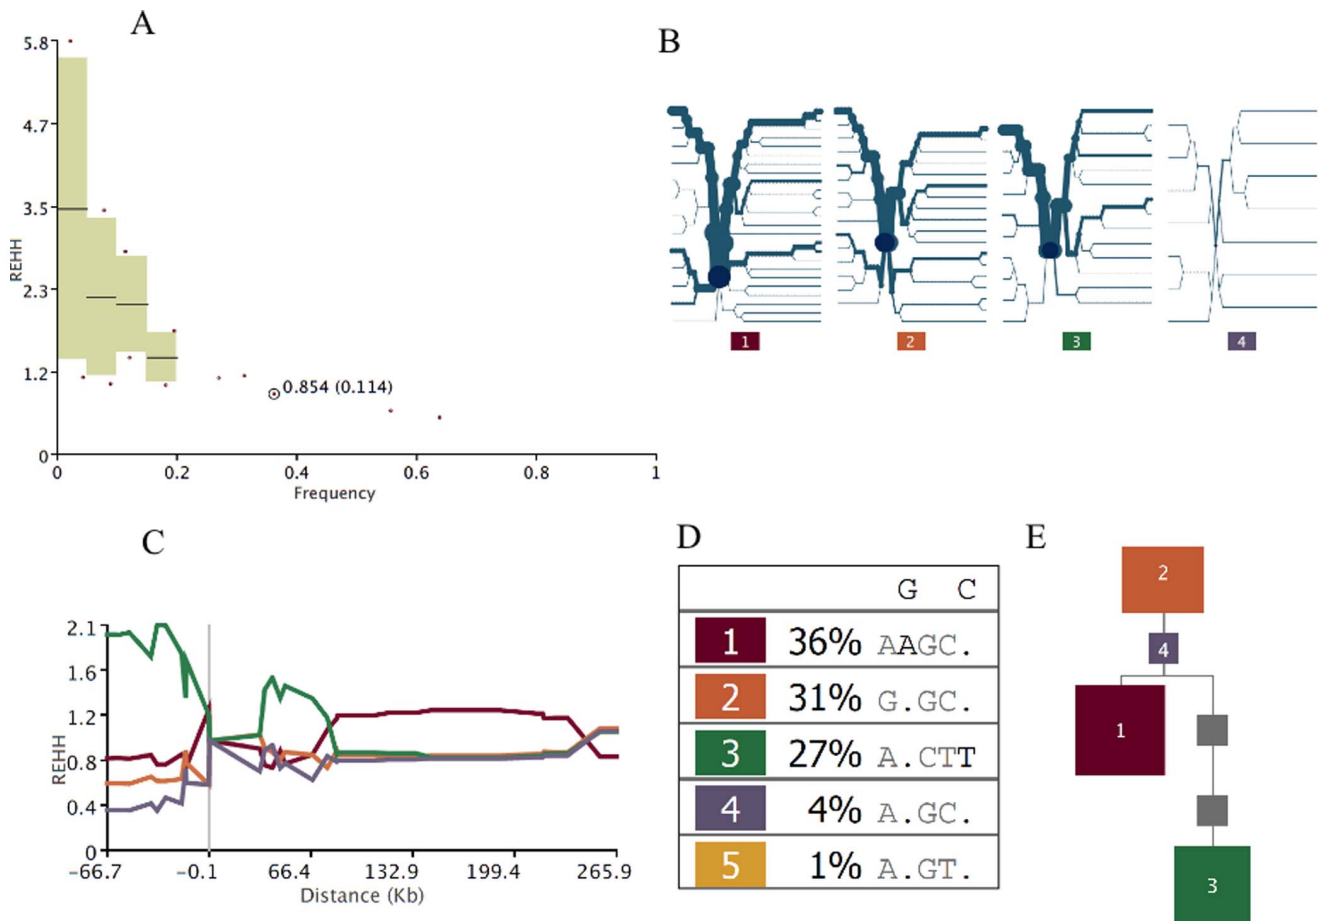 A
5.8
4.7
3.5
2.3
1.2
0
REHH
0.854 (0.114)
0 0.2 0.4 0.6 0.8 1
Frequency
B
1 2 3 4
C
2.1
1.6
1.2
0.8
0.4
0
REHH
−66.7 −0.1 66.4 132.9 199.4 265.9
Distance (Kb)
D
G C
1 36% AAGC.
2 31% G.GC.
3 27% A.CTT
4 4% A.GC.
5 1% A.GT.
E
2
4
1
3